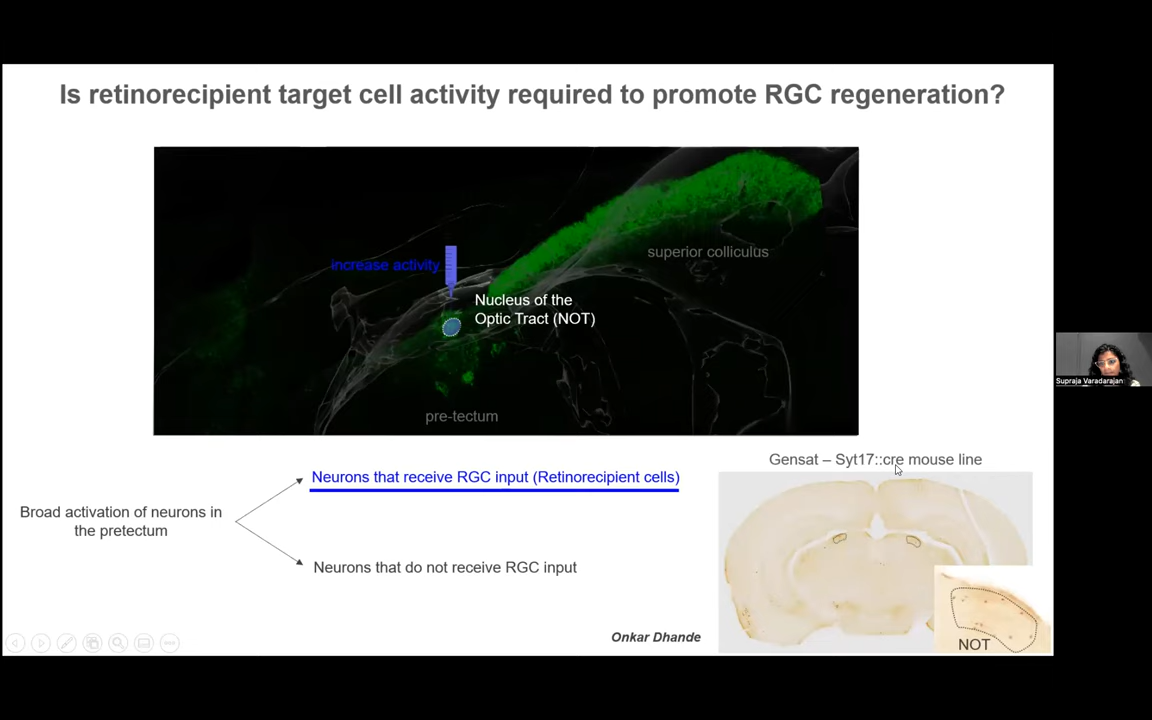 Is retinorecipient target cell activity required to promote RGC regeneration?
increase activity
superior colliculus
Nucleus of the
Optic Tract (NOT)
pre-tectum
Supraja Varadarajan
Gensat – Syt17::cre mouse line
Neurons that receive RGC input (Retinorecipient cells)
Broad activation of neurons in
the pretectum
Neurons that do not receive RGC input
Onkar Dhande
NOT